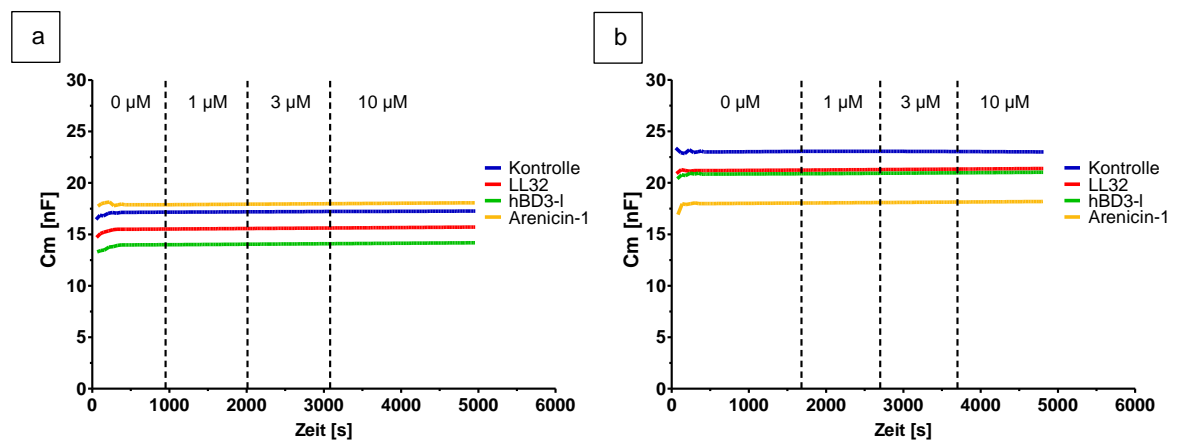 a
30
25
20
15
10
5
0
Cm [nF]
0 µM 1 µM 3 µM 10 µM
Kontrolle
LL32
hBD3-l
Arenicin-1
0 1000 2000 3000 4000 5000 6000
Zeit [s]
b
30
25
20
15
10
5
0
Cm [nF]
0 µM 1 µM 3 µM 10 µM
Kontrolle
LL32
hBD3-l
Arenicin-1
0 1000 2000 3000 4000 5000 6000
Zeit [s]